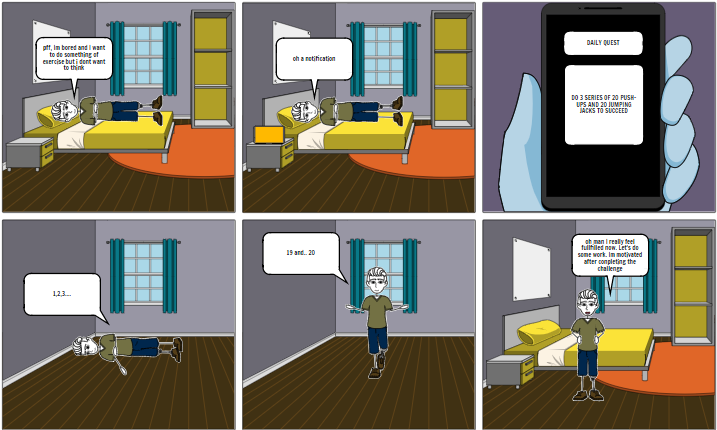 pff, im bored and i want
to do something of
exercise but i dont want
to think
oh a notification
DAILY QUEST
DO 3 SERIES OF 20 PUSH-
UPS AND 20 JUMPING
JACKS TO SUCCEED
1,2,3....
19 and.. 20
oh man i really feel
fullfilled now. Let's do
some work. Im motivated
after conpleting the
challenge